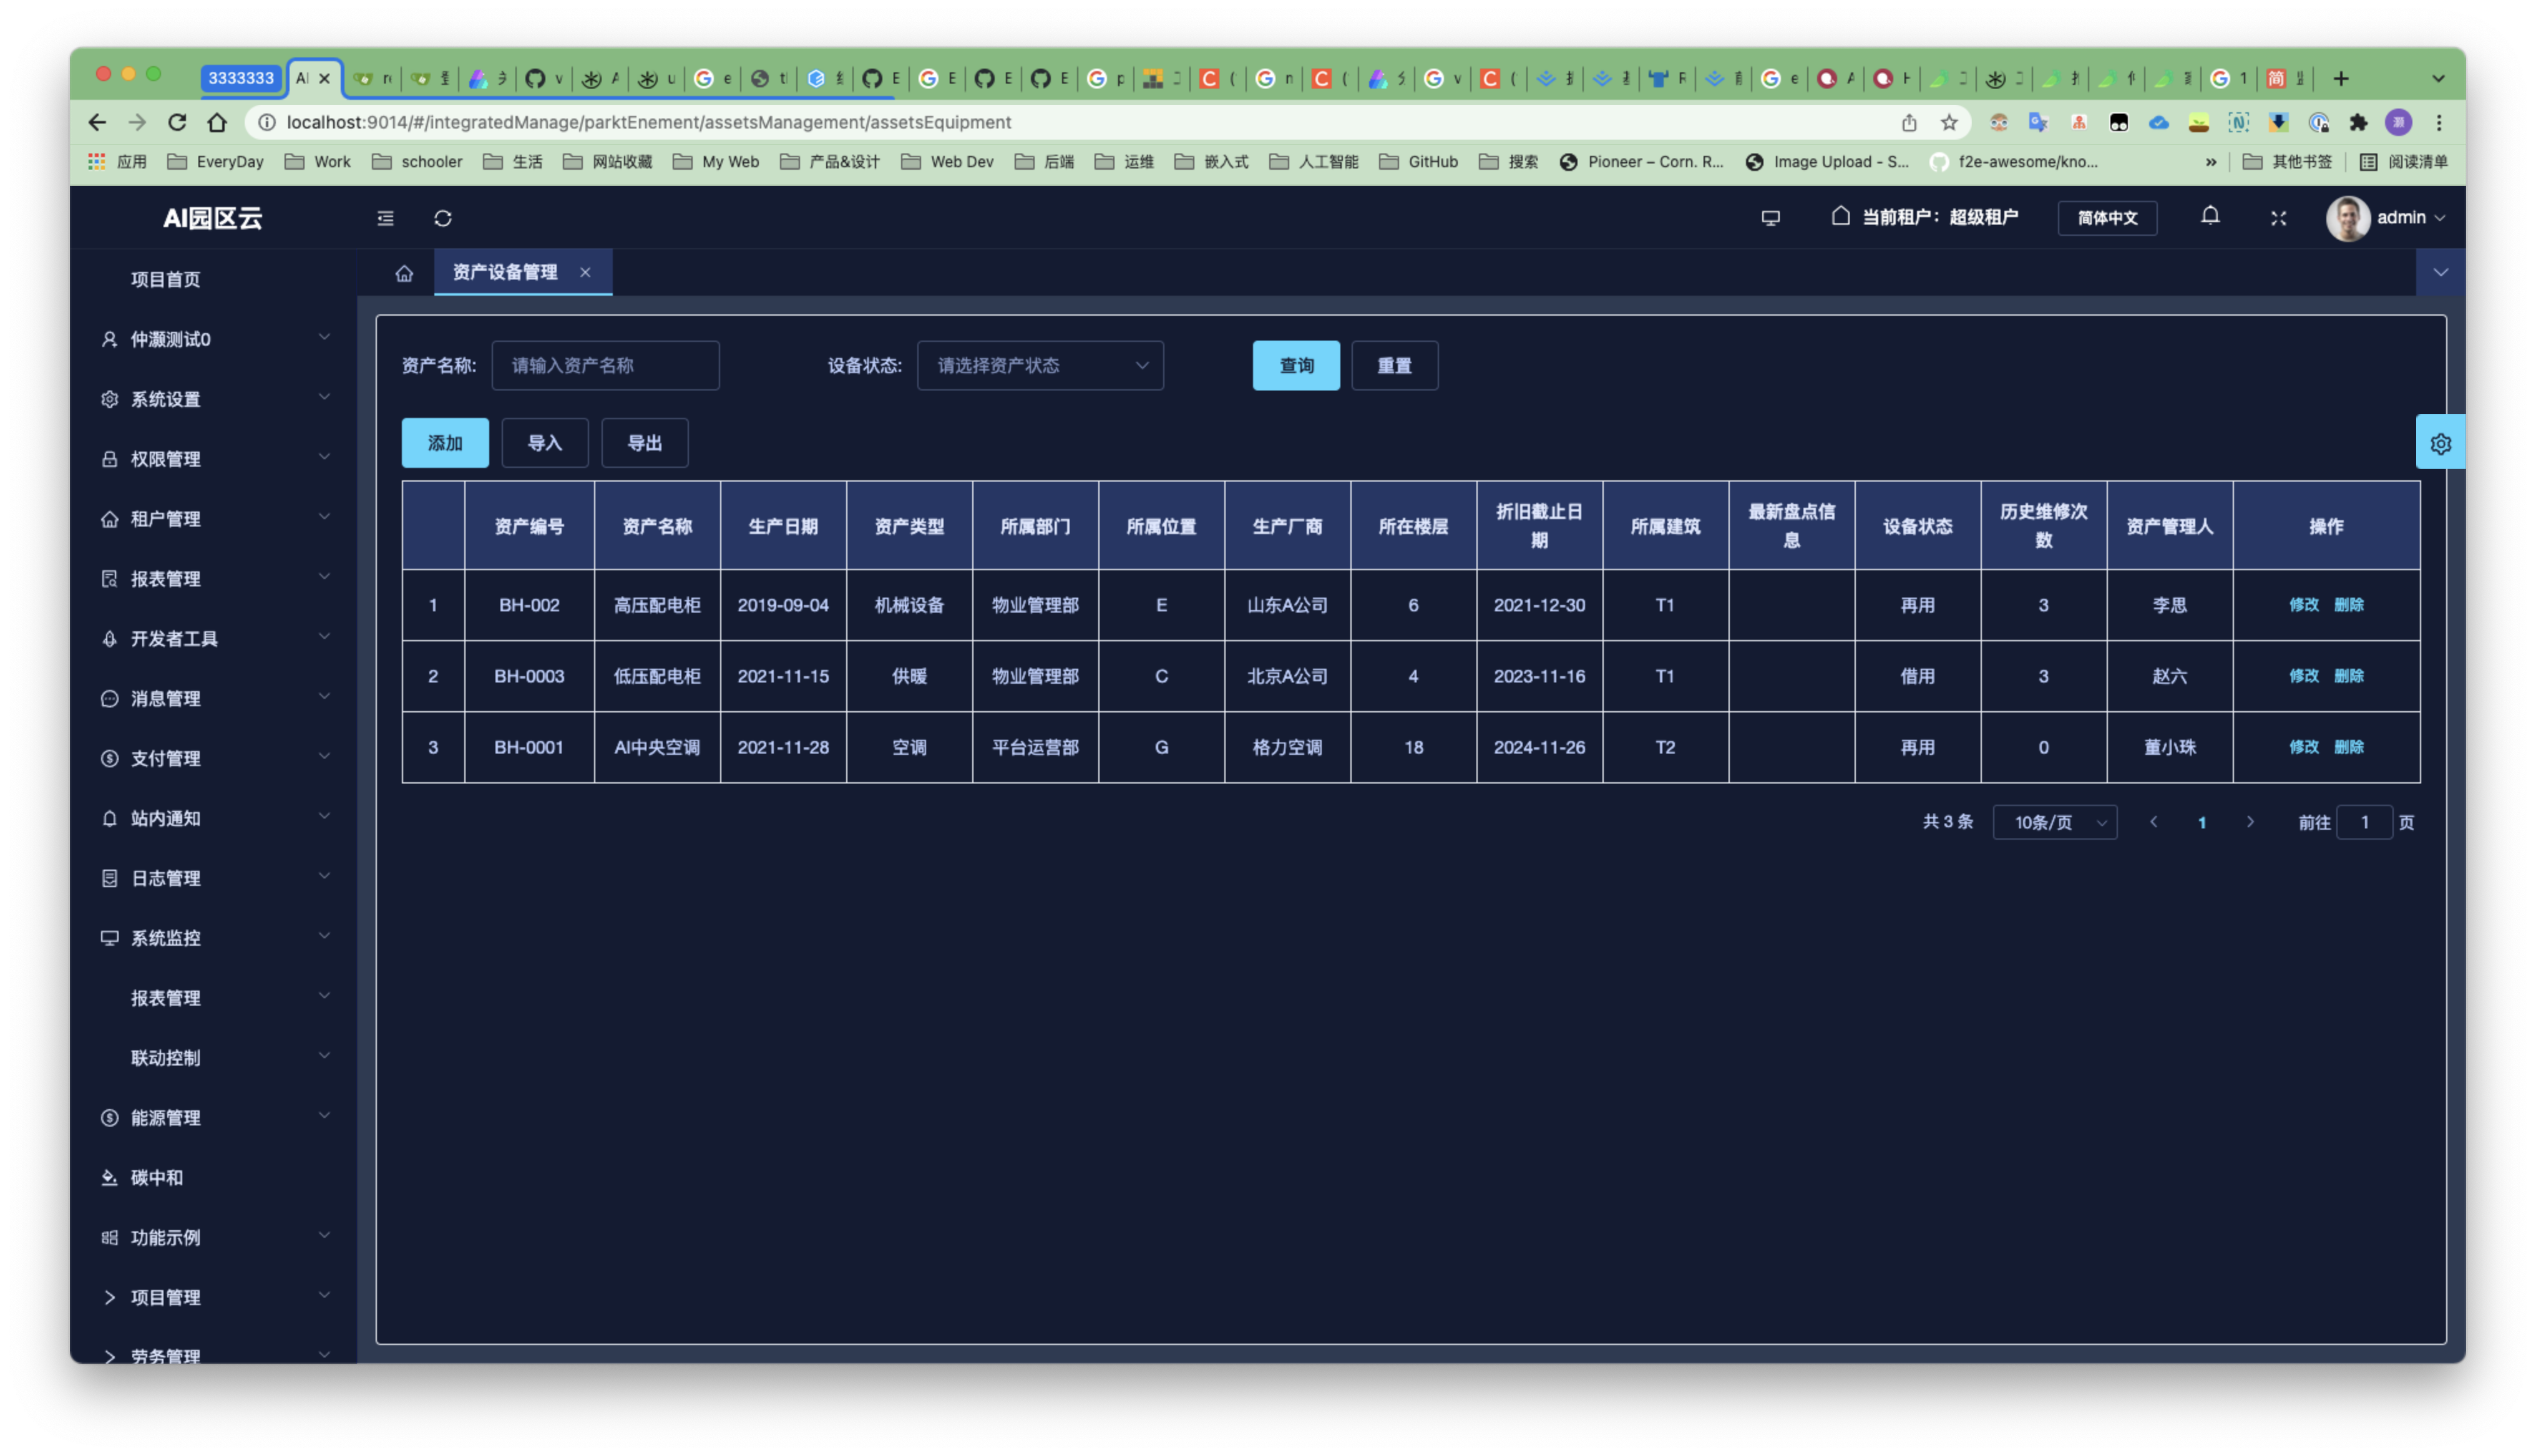 3333333
localhost:9014/#/integratedManage/parktEnement/assetsManagement/assetsEquipment
应用 EveryDay Work schooler 生活 网站收藏 My Web 产品&设计 Web Dev 后端 运维 嵌入式 人工智能 GitHub 搜索 Pioneer – Corn. R... Image Upload - S... f2e-awesome/kno... » 其他书签 阅读清单
AI园区云 当前租户：超级租户 简体中文 admin
资产设备管理
项目首页
仲灏测试0
系统设置
权限管理
租户管理
报表管理
开发者工具
消息管理
支付管理
站内通知
日志管理
系统监控
报表管理
联动控制
能源管理
碳中和
功能示例
项目管理
劳务管理
资产名称: 请输入资产名称 设备状态: 请选择资产状态 查询 重置
添加 导入 导出
资产编号 资产名称 生产日期 资产类型 所属部门 所属位置 生产厂商 所在楼层 折旧截止日期 所属建筑 最新盘点信息 设备状态 历史维修次数 资产管理人 操作
1 BH-002 高压配电柜 2019-09-04 机械设备 物业管理部 E 山东A公司 6 2021-12-30 T1 再用 3 李思 修改 删除
2 BH-0003 低压配电柜 2021-11-15 供暖 物业管理部 C 北京A公司 4 2023-11-16 T1 借用 3 赵六 修改 删除
3 BH-0001 AI中央空调 2021-11-28 空调 平台运营部 G 格力空调 18 2024-11-26 T2 再用 0 董小珠 修改 删除
共 3 条 10条/页 1 前往 1 页